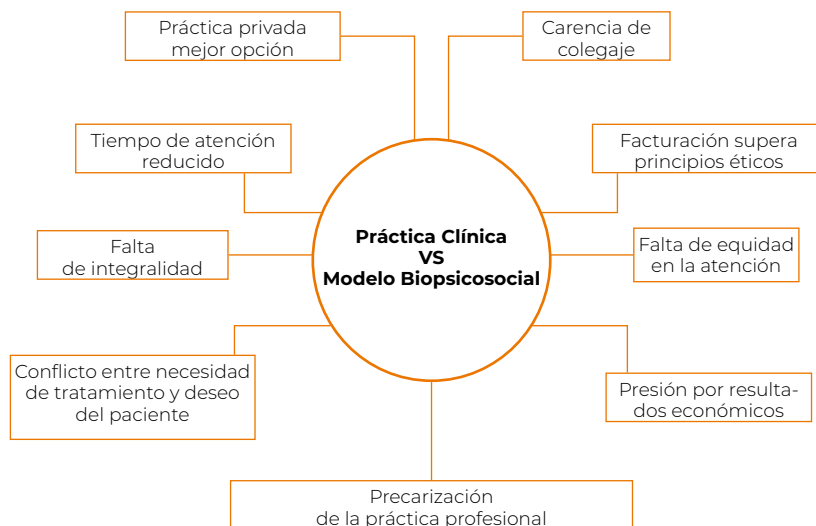 Práctica privada
mejor opción
Carencia de
colegaje
Tiempo de atención
reducido
Facturación supera
principios éticos
Práctica Clínica
VS
Modelo Biopsicosocial
Falta
de integralidad
Falta de equidad
en la atención
Conflicto entre necesidad
de tratamiento y deseo
del paciente
Presión por resulta-
dos económicos
Precarización
de la práctica profesional